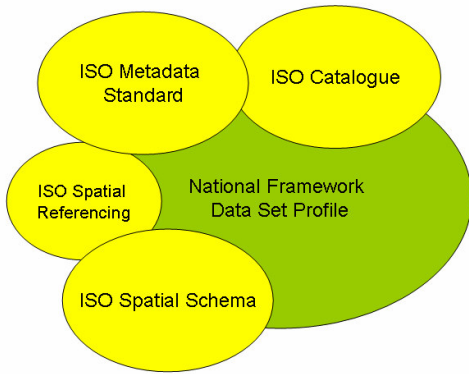 ISO Metadata
Standard
ISO Catalogue
ISO Spatial
Referencing
National Framework
Data Set Profile
ISO Spatial Schema